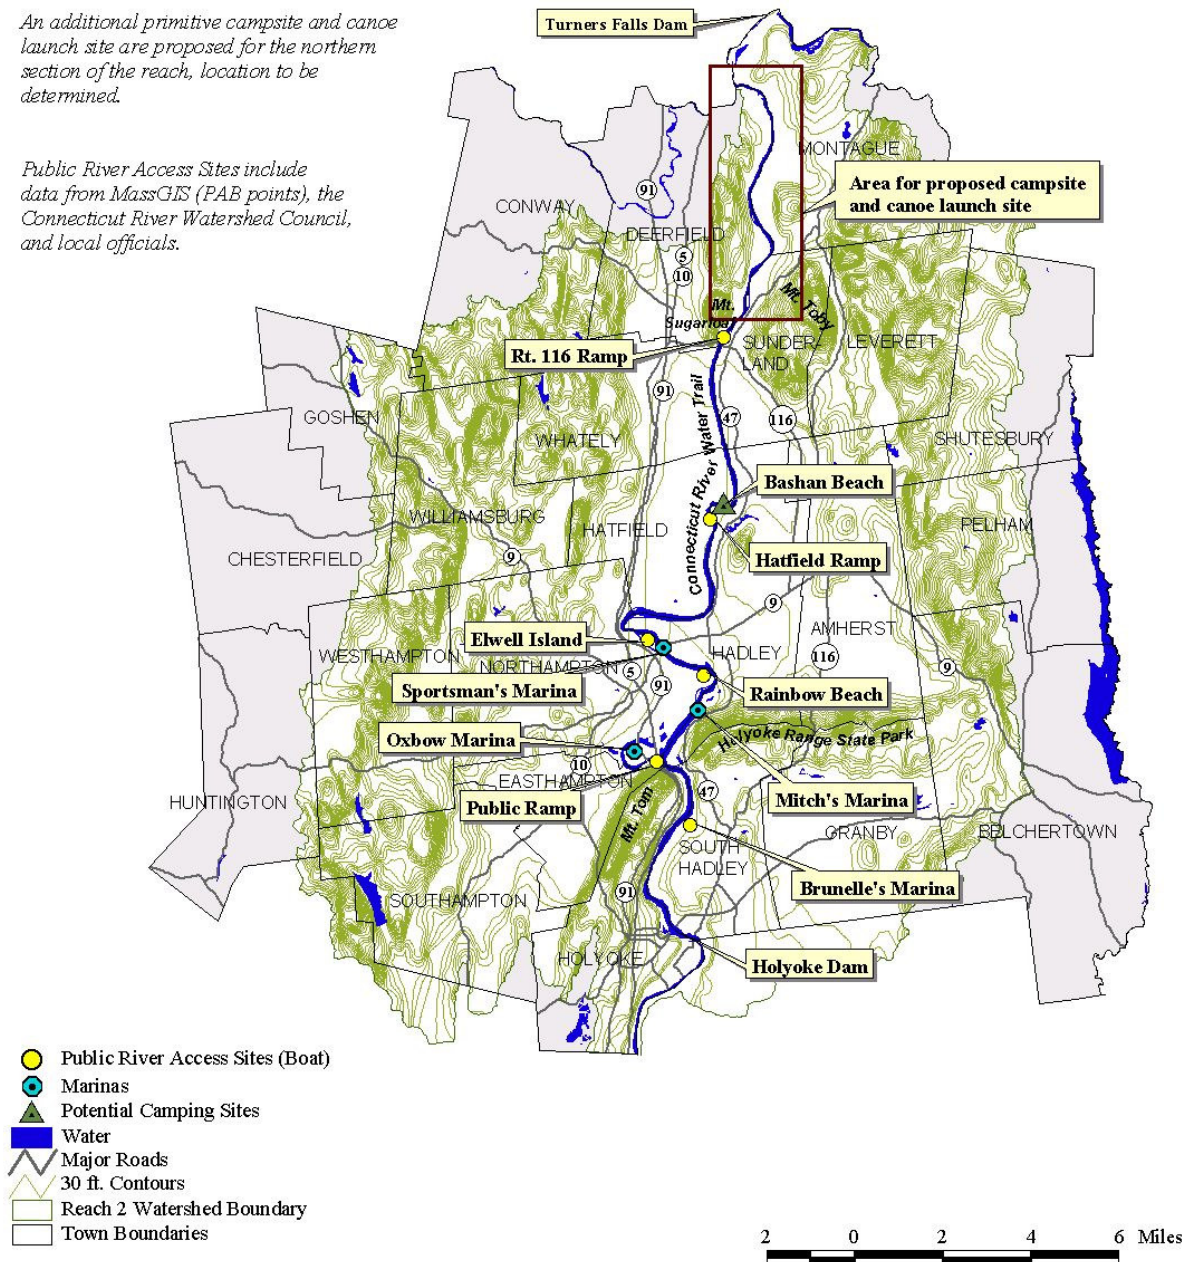 An additional primitive campsite and canoe
launch site are proposed for the northern
section of the reach, location to be
determined.
Public River Access Sites include
data from MassGIS (PAB points), the
Connecticut River Watershed Council,
and local officials.
Turners Falls Dam
MONTAGUE
Area for proposed campsite
and canoe launch site
91
CONWAY
DEERFIELD
5
10
Mt.
Sugarloaf
Mt. Toby
Rt. 116 Ramp
SUNDER-
LAND
LEVERETT
91
GOSHEN
47
116
WHATELY
SHUTESBURY
Connecticut River Water Trail
Bashan Beach
WILLIAMSBURG
HATFIELD
PELHAM
CHESTERFIELD
9
Hatfield Ramp
9
Elwell Island
AMHERST
WESTHAMPTON
NORTHAMPTON
HADLEY
116
9
5
91
Sportsman's Marina
Rainbow Beach
Oxbow Marina
Holyoke Range State Park
10
EASTHAMPTON
HUNTINGTON
Public Ramp
47
Mitch's Marina
Mt. Tom
GRANBY
BELCHERTOWN
SOUTH
HADLEY
91
Brunelle's Marina
SOUTHAMPTON
HOLYOKE
Holyoke Dam
Public River Access Sites (Boat)
Marinas
Potential Camping Sites
Water
Major Roads
30 ft. Contours
Reach 2 Watershed Boundary
Town Boundaries
2 0 2 4 6 Miles